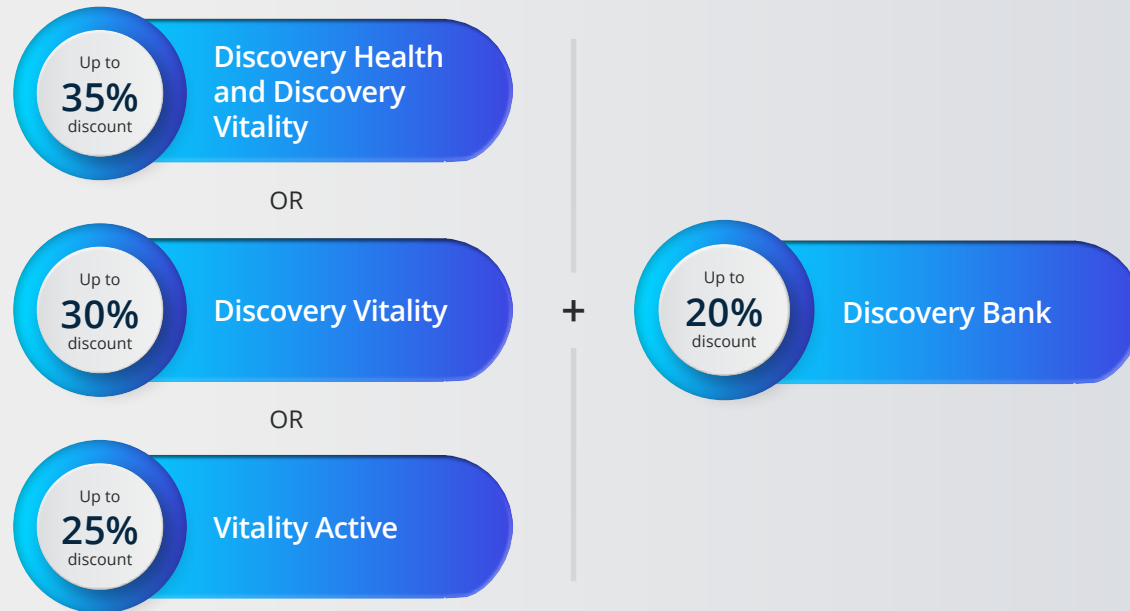 Up to
35%
discount
Discovery Health
and Discovery
Vitality
OR
Up to
30%
discount
Discovery Vitality
OR
Up to
25%
discount
Vitality Active
+
Up to
20%
discount
Discovery Bank